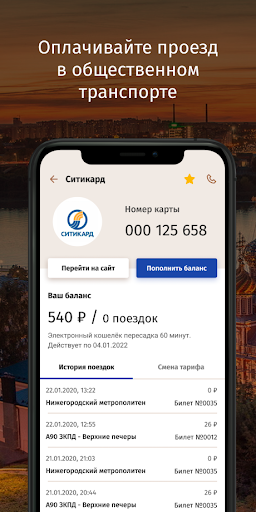 Оплачивайте проезд
в общественном
транспорте
Ситикард
СИТИКАРД
Номер карты
000 125 658
Перейти на сайт
Пополнить баланс
Ваш баланс
540 ₽ / 0 поездок
Электронный кошелёк пересадка 60 минут.
Действует по 04.01.2022
История поездок
Смена тарифа
22.01.2020, 13:22 0 ₽
Нижегородский метрополитен Билет №0035
22.01.2020, 12:55 26 ₽
А90 ЗКПД - Верхние печеры Билет №0012
21.01.2020, 21:03 0 ₽
Нижегородский метрополитен Билет №0035
21.01.2020, 20:44 26 ₽
А90 ЗКПД - Верхние печеры Билет №0035